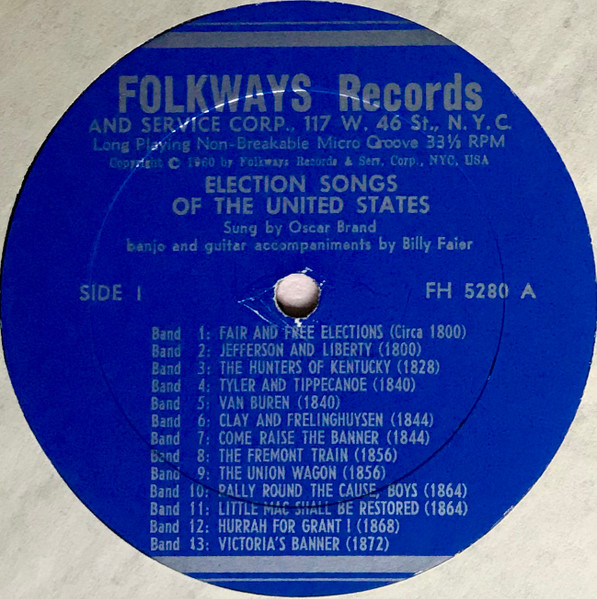 FOLKWAYS Records
AND SERVICE CORP., 117 W. 46 St., N.Y.C.
Long Playing Non-Breakable Micro Groove 33⅓ RPM
Copyright © 1960 by Folkways Records & Serv. Corp., NYC, USA
ELECTION SONGS
OF THE UNITED STATES
Sung by Oscar Brand
banjo and guitar accompaniments by Billy Faier
SIDE I
FH 5280 A
Band 1: FAIR AND FREE ELECTIONS (Circa 1800)
Band 2: JEFFERSON AND LIBERTY (1800)
Band 3: THE HUNTERS OF KENTUCKY (1828)
Band 4: TYLER AND TIPPECANOE (1840)
Band 5: VAN BUREN (1840)
Band 6: CLAY AND FRELINGHUYSEN (1844)
Band 7: COME RAISE THE BANNER (1844)
Band 8: THE FREMONT TRAIN (1856)
Band 9: THE UNION WAGON (1856)
Band 10: RALLY ROUND THE CAUSE, BOYS (1864)
Band 11: LITTLE MAC SHALL BE RESTORED (1864)
Band 12: HURRAH FOR GRANT! (1868)
Band 13: VICTORIA'S BANNER (1872)